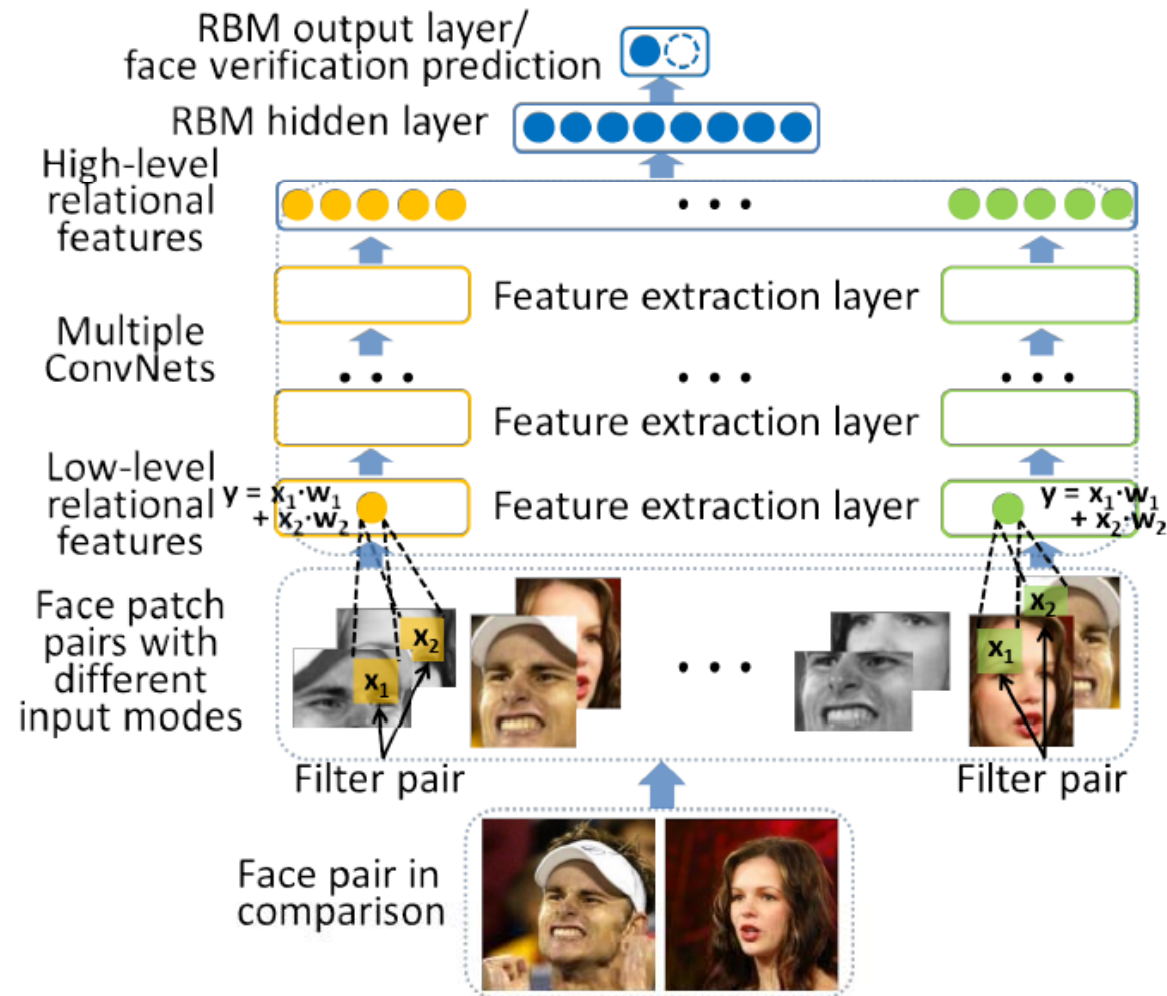 RBM output layer/
face verification prediction
RBM hidden layer
High-level
relational
features
. . .
Feature extraction layer
Multiple
ConvNets
. . .
. . .
. . .
Feature extraction layer
Low-level
relational
features
y = x₁·w₁
+ x₂·w₂
Feature extraction layer
y = x₁·w₁
+ x₂·w₂
Face patch
pairs with
different
input modes
x₂
x₁
. . .
x₂
x₁
Filter pair
Filter pair
Face pair in
comparison